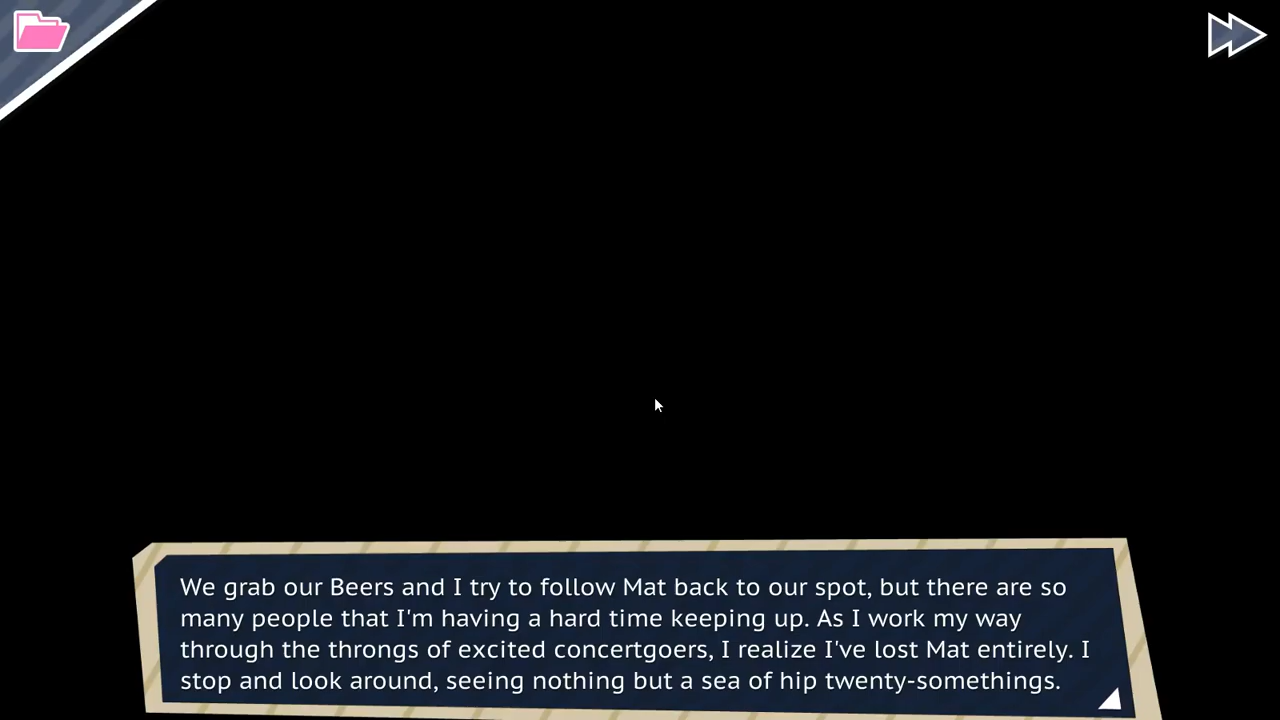 We grab our Beers and I try to follow Mat back to our spot, but there are so
many people that I'm having a hard time keeping up. As I work my way
through the throngs of excited concertgoers, I realize I've lost Mat entirely. I
stop and look around, seeing nothing but a sea of hip twenty-somethings.